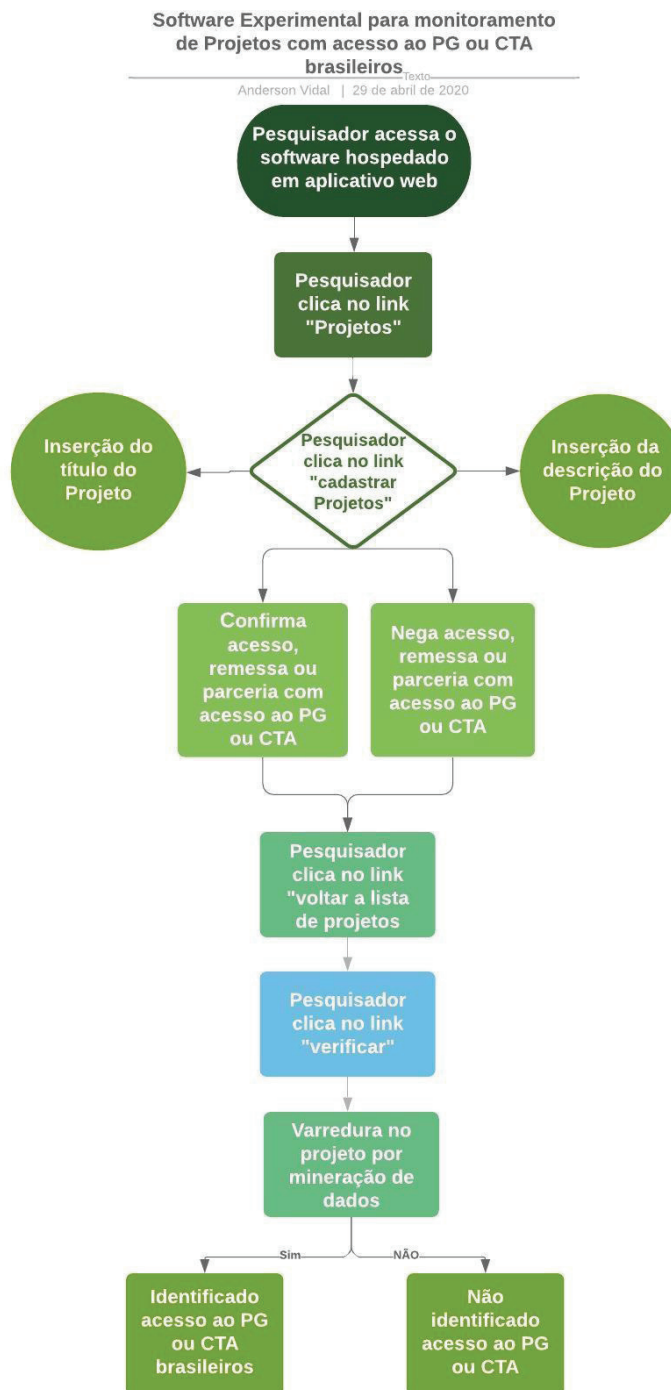 Software Experimental para monitoramento
de Projetos com acesso ao PG ou CTA
brasileiros
Texto
Anderson Vidal | 29 de abril de 2020
Pesquisador acessa o
software hospedado
em aplicativo web
Pesquisador
clica no link
"Projetos"
Inserção do
título do
Projeto
Pesquisador
clica no link
"cadastrar
Projetos"
Inserção da
descrição do
Projeto
Confirma
acesso,
remessa ou
parceria com
acesso ao PG
ou CTA
Nega acesso,
remessa ou
parceria com
acesso ao PG
ou CTA
Pesquisador
clica no link
"voltar a lista
de projetos
Pesquisador
clica no link
"verificar"
Varredura no
projeto por
mineração de
dados
Sim
NÃO
Identificado
acesso ao PG
ou CTA
brasileiros
Não
identificado
acesso ao PG
ou CTA